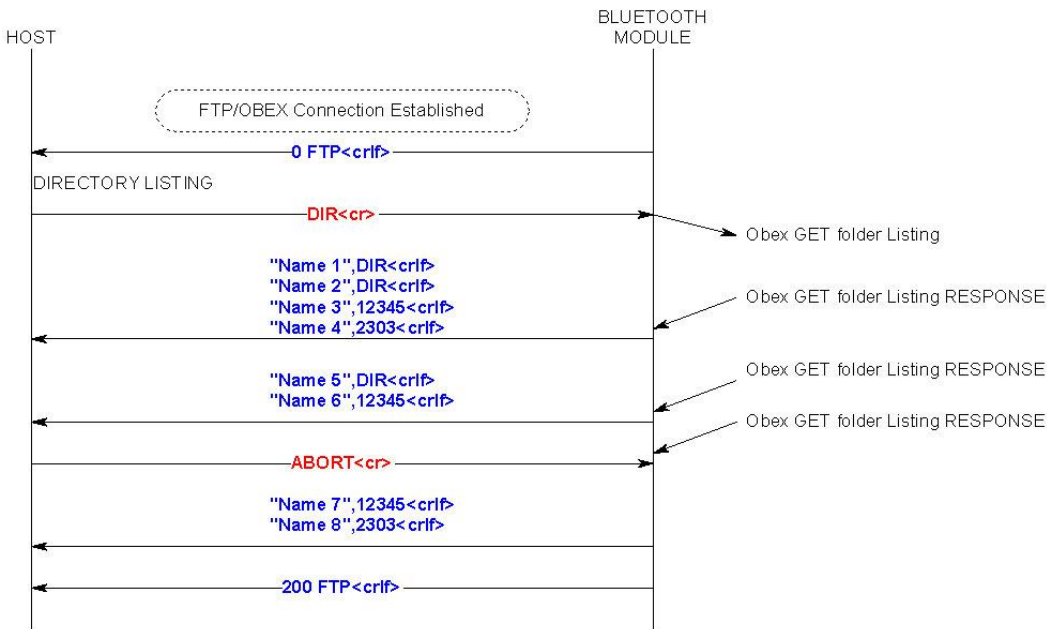 BLUETOOTH
HOST
MODULE
FTP/OBEX Connection Established
0 FTP<crlf>
DIRECTORY LISTING
DIR<cr>
Obex GET folder Listing
"Name 1",DIR<crlf>
"Name 2",DIR<crlf>
"Name 3",12345<crlf>
"Name 4",2303<crlf>
Obex GET folder Listing RESPONSE
"Name 5",DIR<crlf>
"Name 6",12345<crlf>
Obex GET folder Listing RESPONSE
Obex GET folder Listing RESPONSE
ABORT<cr>
"Name 7",12345<crlf>
"Name 8",2303<crlf>
200 FTP<crlf>